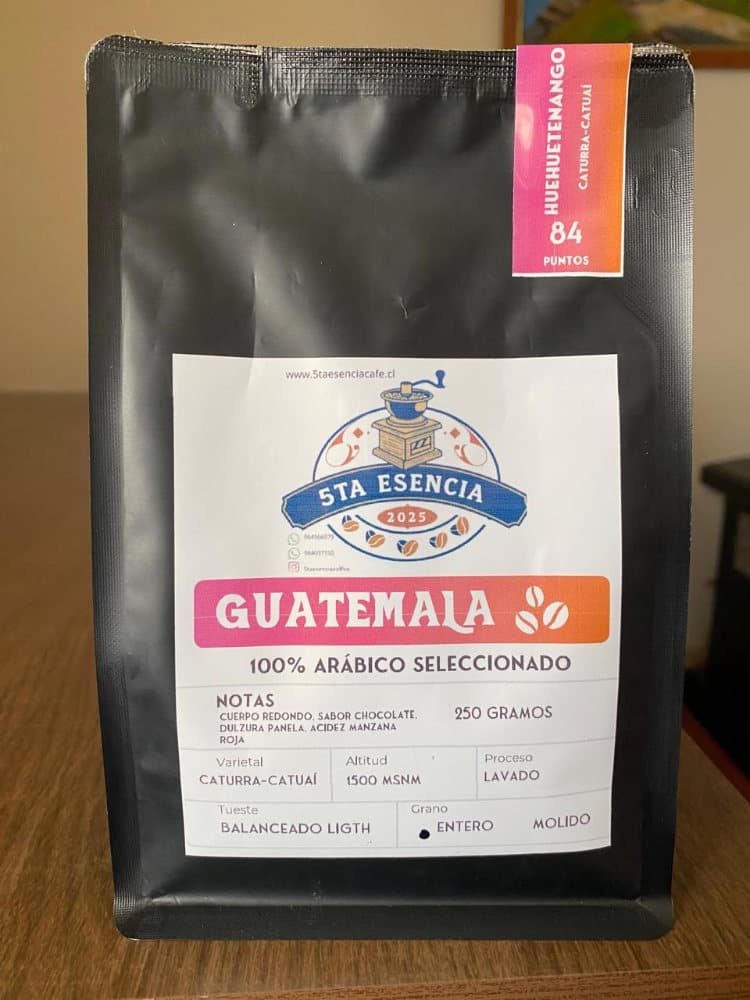 HUEHUETENANGO
CATURRA-CATUAÍ
84
PUNTOS
www.5taesenciacafe.cl
5TA ESENCIA
2025
GUATEMALA
100% ARÁBICO SELECCIONADO
NOTAS
CUERPO REDONDO, SABOR CHOCOLATE,
DULZURA PANELA, ACIDEZ MANZANA
ROJA
250 GRAMOS
Varietal
CATURRA-CATUAÍ
Altitud
1500 MSNM
Proceso
LAVADO
Tueste
BALANCEADO LIGTH
Grano
ENTERO
MOLIDO